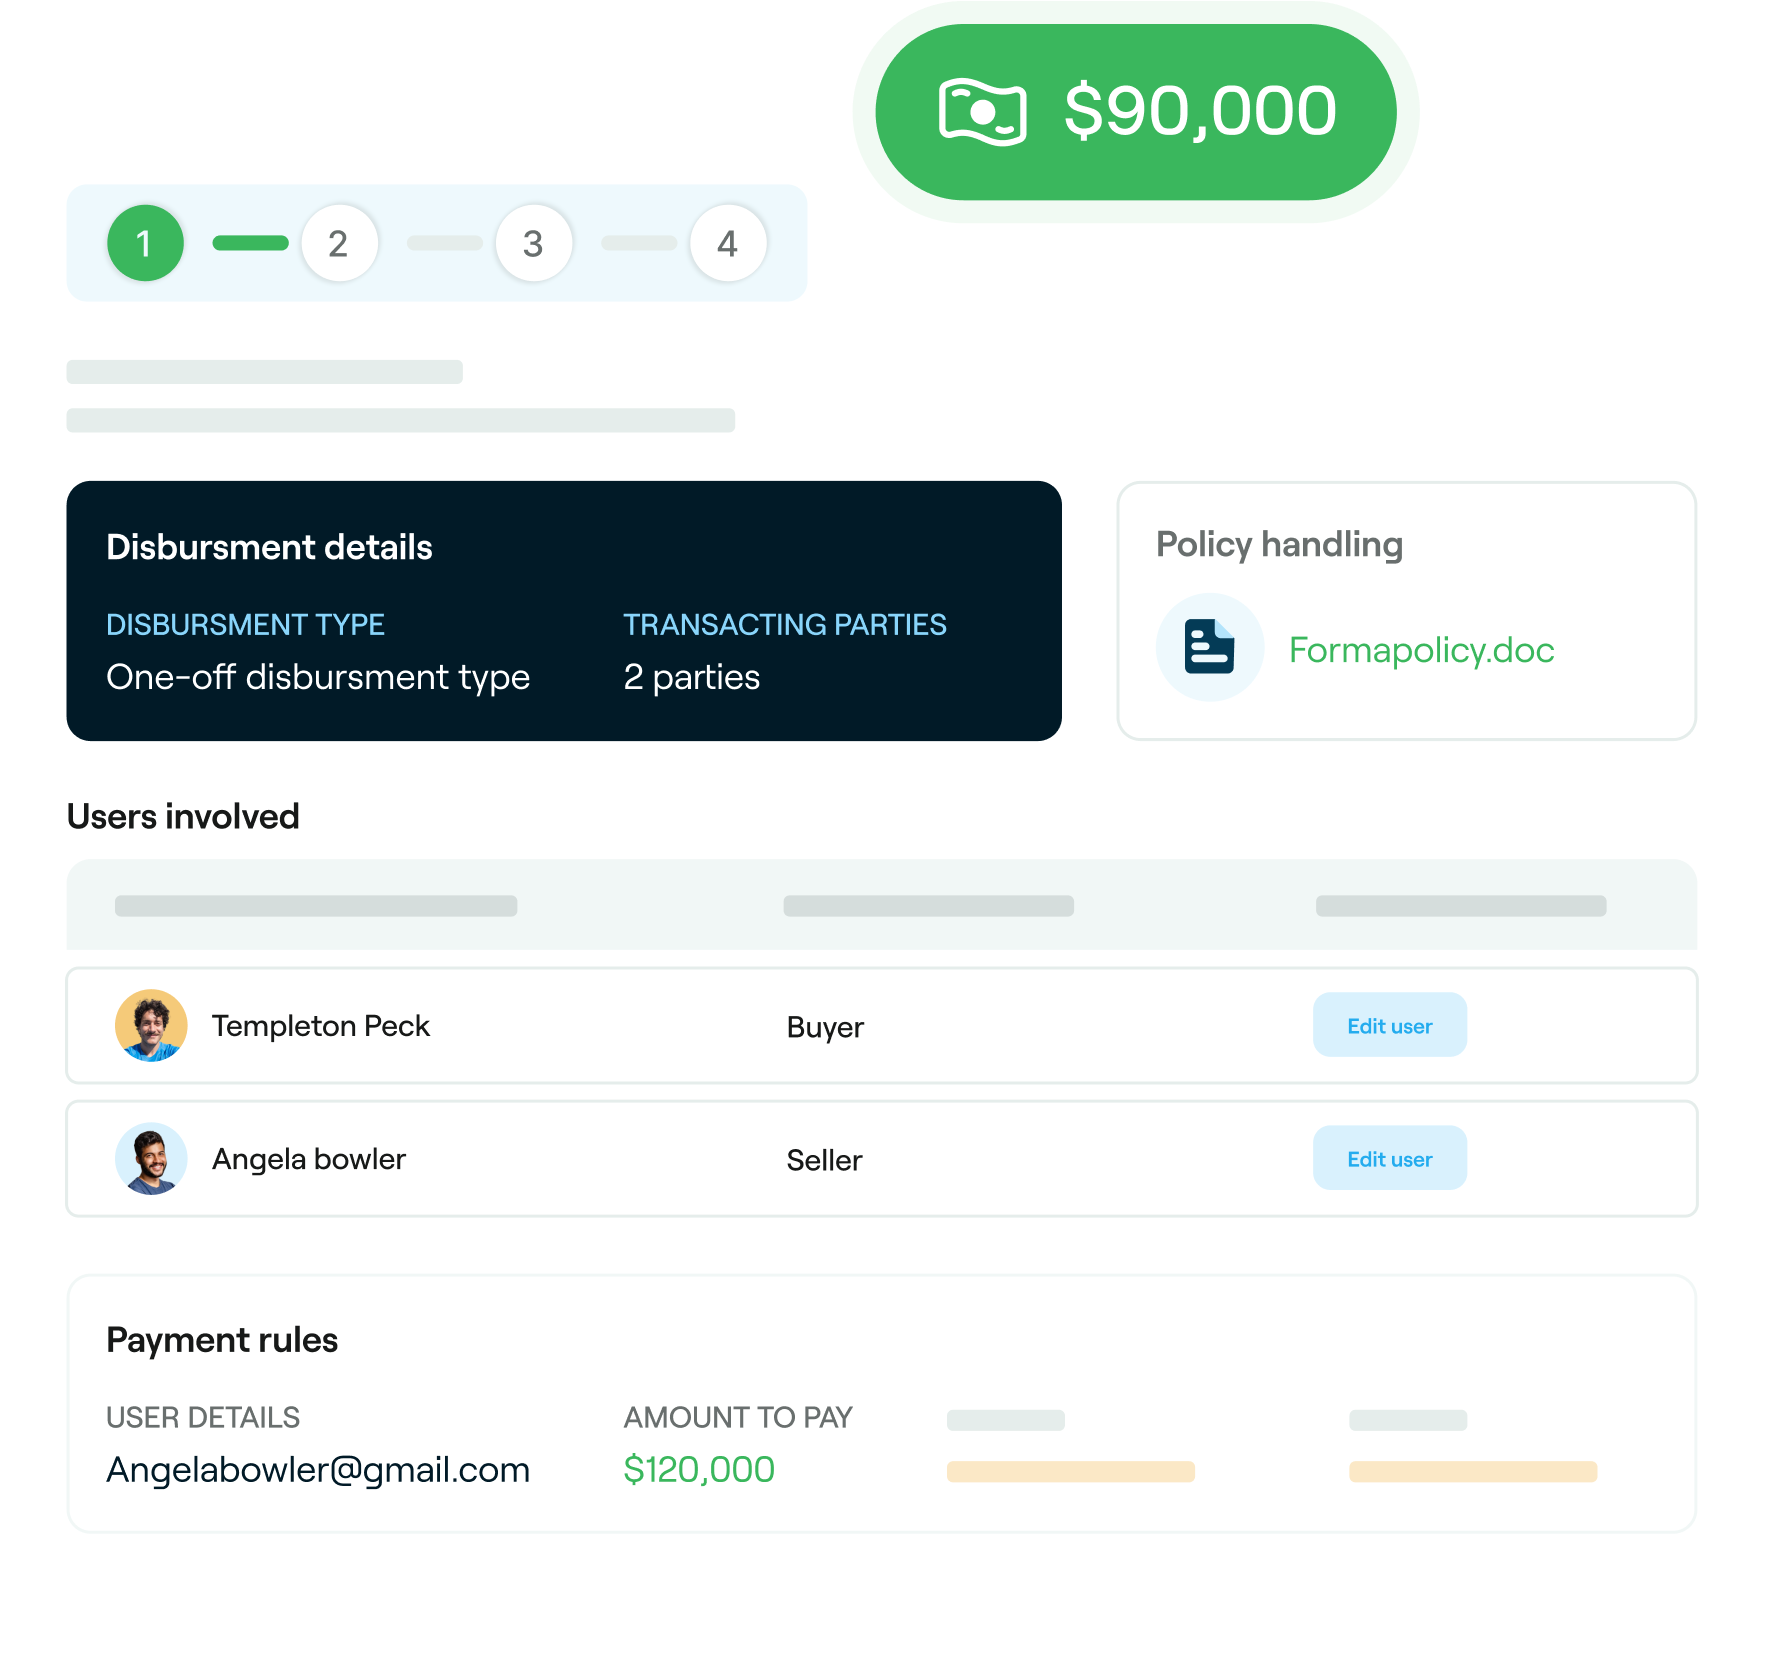 $90,000
1 2 3 4
Disbursment details
DISBURSMENT TYPE
One-off disbursment type
TRANSACTING PARTIES
2 parties
Policy handling
Formapolicy.doc
Users involved
Templeton Peck Buyer Edit user
Angela bowler Seller Edit user
Payment rules
USER DETAILS
Angelabowler@gmail.com
AMOUNT TO PAY
$120,000